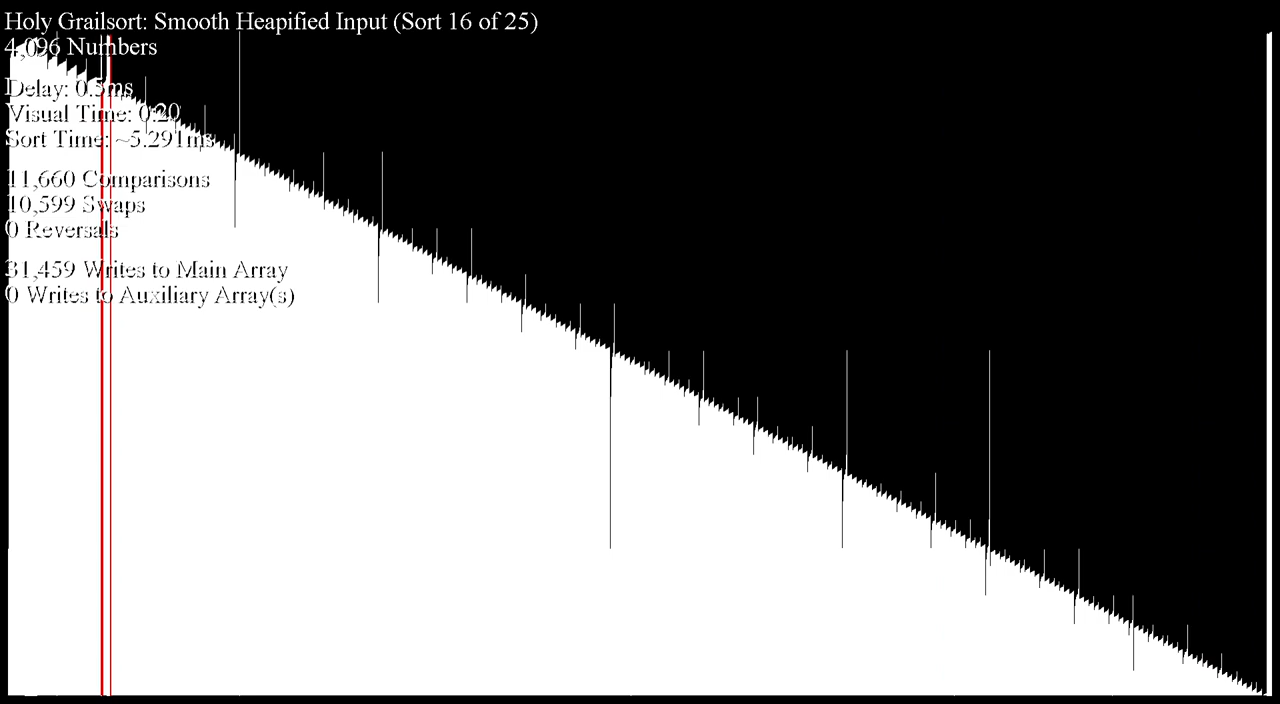 Holy Grailsort: Smooth Heapified Input (Sort 16 of 25)
4,096 Numbers
Delay: 0.5ms
Visual Time: 0:20
Sort Time: ~5.291ms
11,660 Comparisons
10,599 Swaps
0 Reversals
31,459 Writes to Main Array
0 Writes to Auxiliary Array(s)